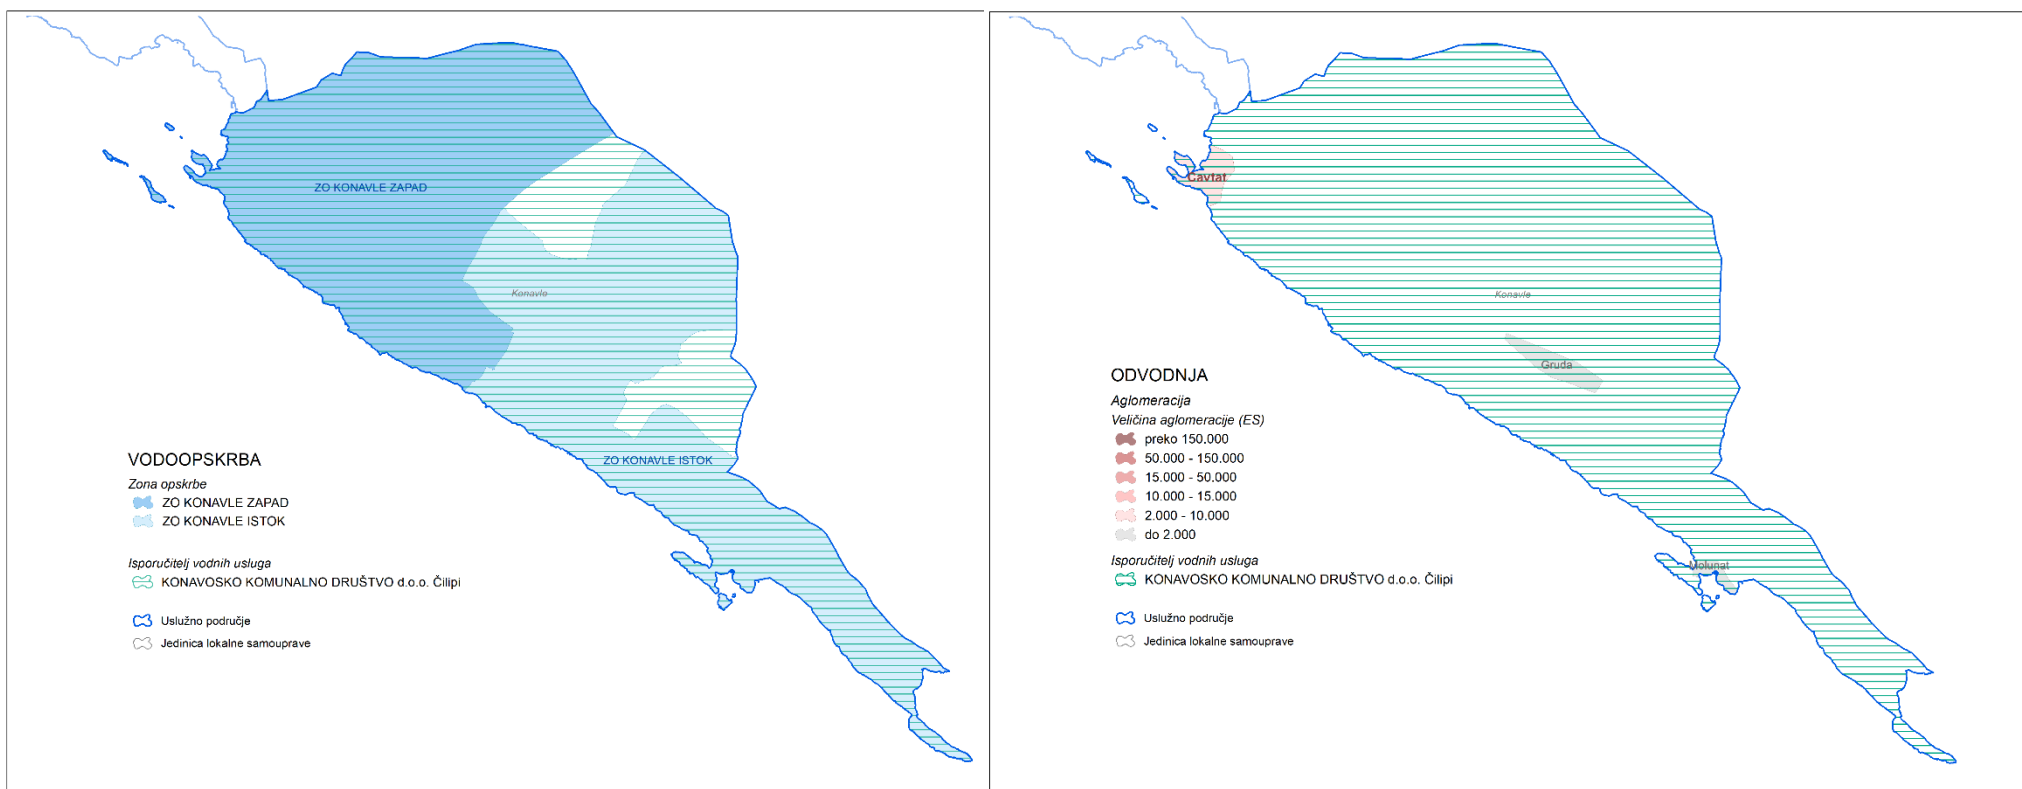 ZO KONAVLE ZAPAD
Konavle
ZO KONAVLE ISTOK
VODOOPSKRBA
Zona opskrbe
ZO KONAVLE ZAPAD
ZO KONAVLE ISTOK
Isporučitelj vodnih usluga
KONAVOSKO KOMUNALNO DRUŠTVO d.o.o. Čilipi
Uslužno područje
Jedinica lokalne samouprave
Cavtat
Konavle
Gruda
Molunat
ODVODNJA
Aglomeracija
Veličina aglomeracije (ES)
preko 150.000
50.000 - 150.000
15.000 - 50.000
10.000 - 15.000
2.000 - 10.000
do 2.000
Isporučitelj vodnih usluga
KONAVOSKO KOMUNALNO DRUŠTVO d.o.o. Čilipi
Uslužno područje
Jedinica lokalne samouprave